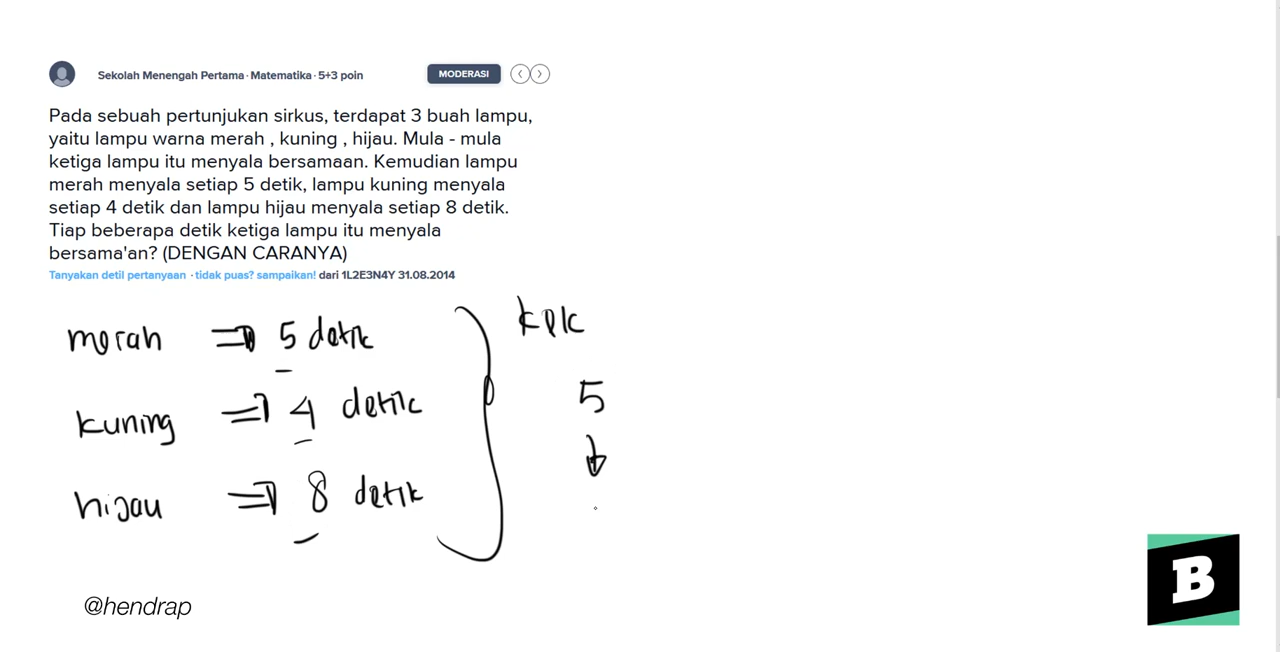 Sekolah Menengah Pertama · Matematika · 5+3 poin
MODERASI
Pada sebuah pertunjukan sirkus, terdapat 3 buah lampu,
yaitu lampu warna merah , kuning , hijau. Mula - mula
ketiga lampu itu menyala bersamaan. Kemudian lampu
merah menyala setiap 5 detik, lampu kuning menyala
setiap 4 detik dan lampu hijau menyala setiap 8 detik.
Tiap beberapa detik ketiga lampu itu menyala
bersama'an? (DENGAN CARANYA)
Tanyakan detil pertanyaan · tidak puas? sampaikan! dari 1L2E3N4Y 31.08.2014
merah ⇒ 5 detik
kuning ⇒ 4 detik
hijau ⇒ 8 detik
kpk
5
↓
@hendrap
B